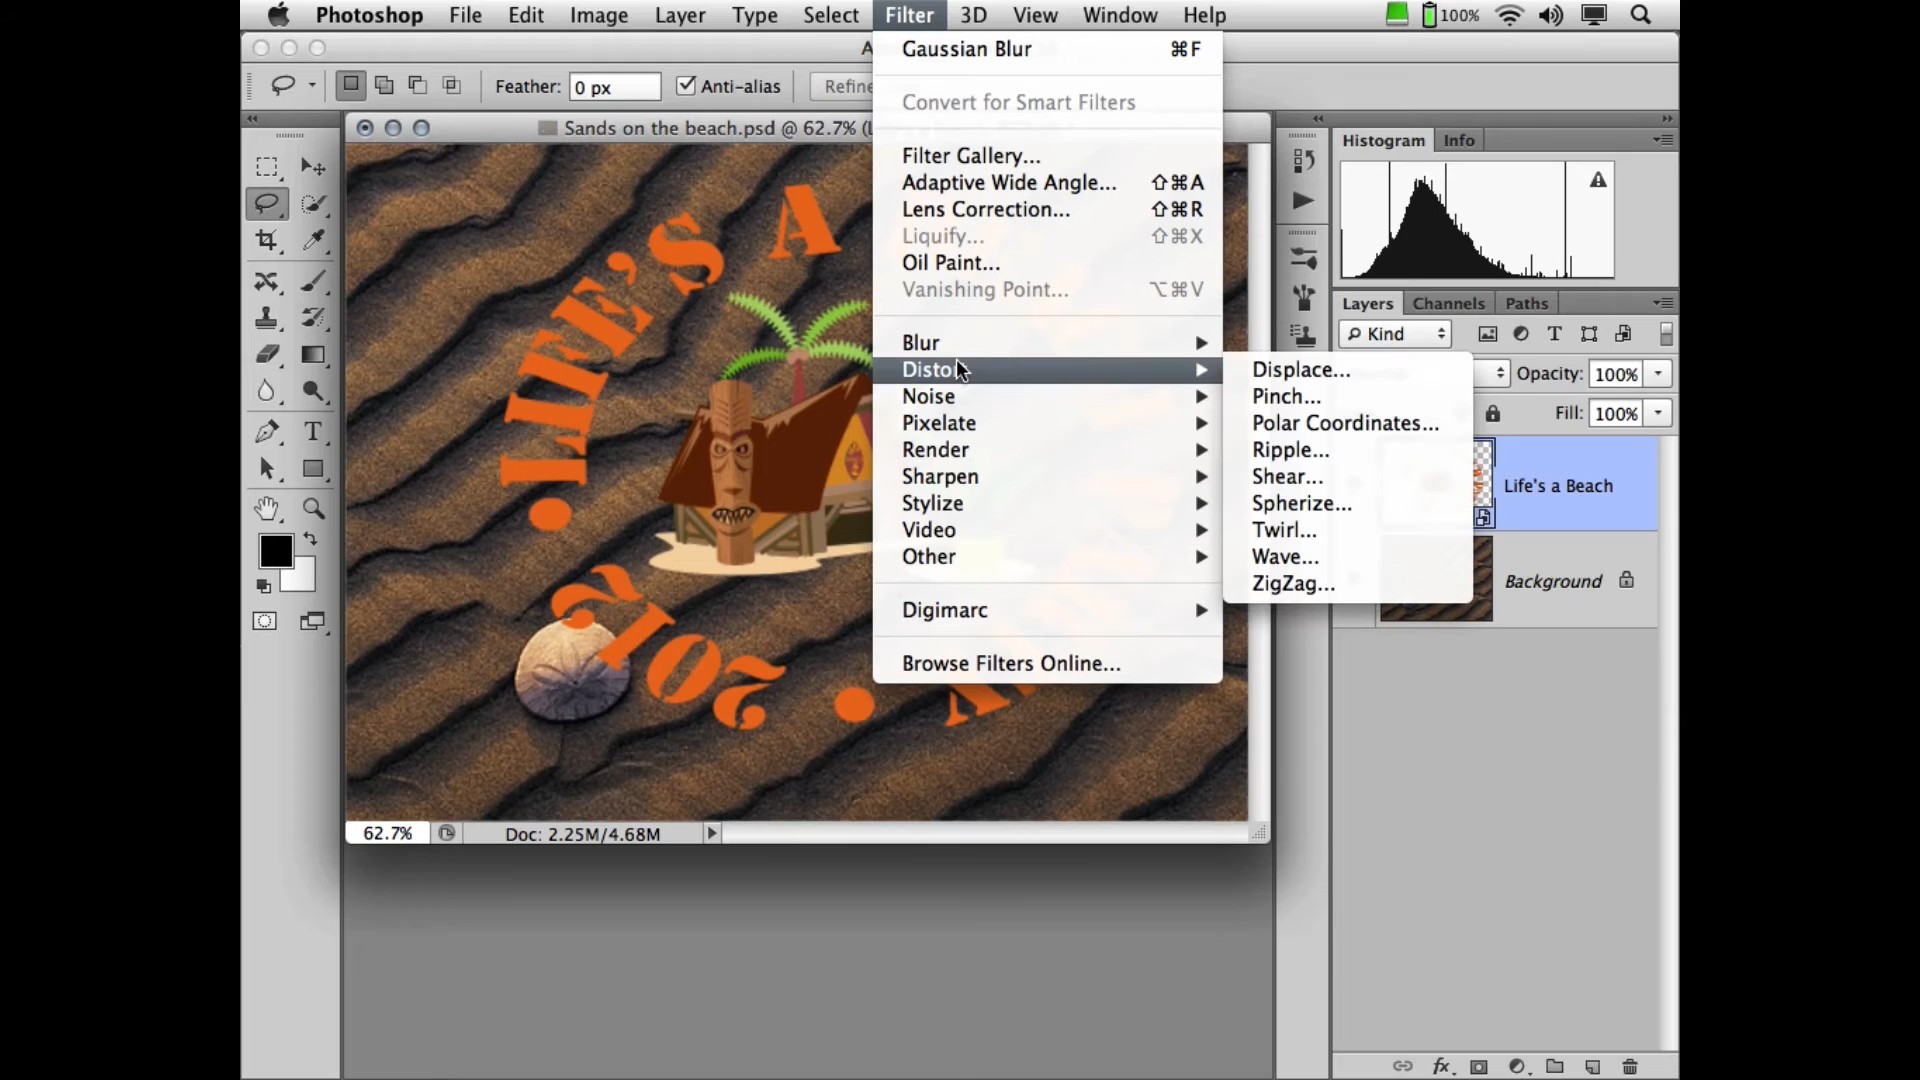 Photoshop File Edit Image Layer Type Select Filter 3D View Window Help 100%
Feather: 0 px Anti-alias Refine
Sands on the beach.psd @ 62.7% (L
Gaussian Blur ⌘F
Convert for Smart Filters
Filter Gallery...
Adaptive Wide Angle... ⇧⌘A
Lens Correction... ⇧⌘R
Liquify... ⇧⌘X
Oil Paint...
Vanishing Point... ⌥⌘V
Blur
Disto
Noise
Pixelate
Render
Sharpen
Stylize
Video
Other
Digimarc
Browse Filters Online...
Displace...
Pinch...
Polar Coordinates...
Ripple...
Shear...
Spherize...
Twirl...
Wave...
ZigZag...
•LIFE'S A
2012 •
Histogram Info
Layers Channels Paths
Kind
Opacity: 100%
Fill: 100%
Life's a Beach
Background
T
fx
62.7% Doc: 2.25M/4.68M